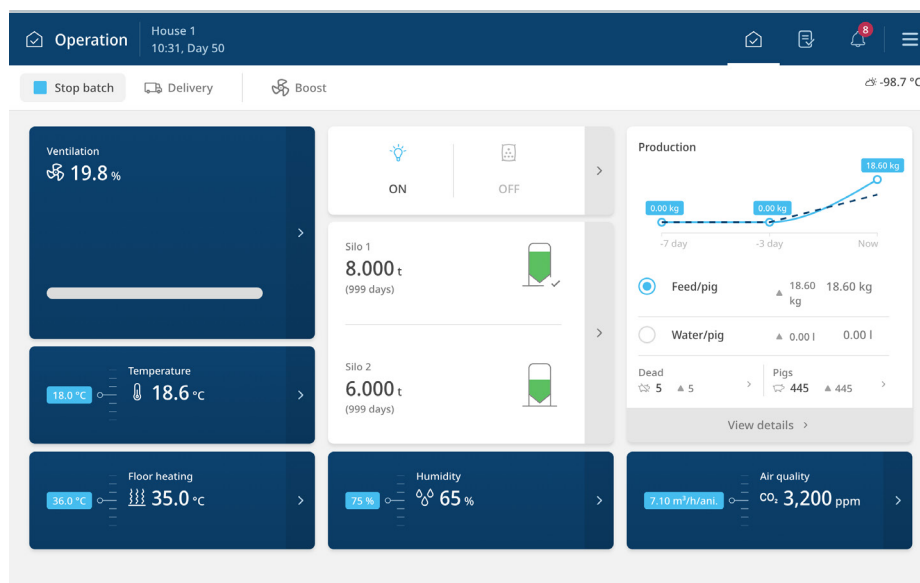 Operation
House 1
10:31, Day 50
8
Stop batch
Delivery
Boost
-98.7 °C
Ventilation
19.8 %
ON
OFF
Silo 1
8.000 t
(999 days)
Silo 2
6.000 t
(999 days)
Production
18.60 kg
0.00 kg
0.00 kg
-7 day
-3 day
Now
Feed/pig
▲ 18.60 kg
18.60 kg
Water/pig
▲ 0.00 l
0.00 l
Dead
5 ▲ 5
Pigs
445 ▲ 445
View details
Temperature
18.0 °C
18.6 °C
Floor heating
36.0 °C
35.0 °C
Humidity
75 %
65 %
Air quality
7.10 m³/h/ani.
CO₂ 3,200 ppm